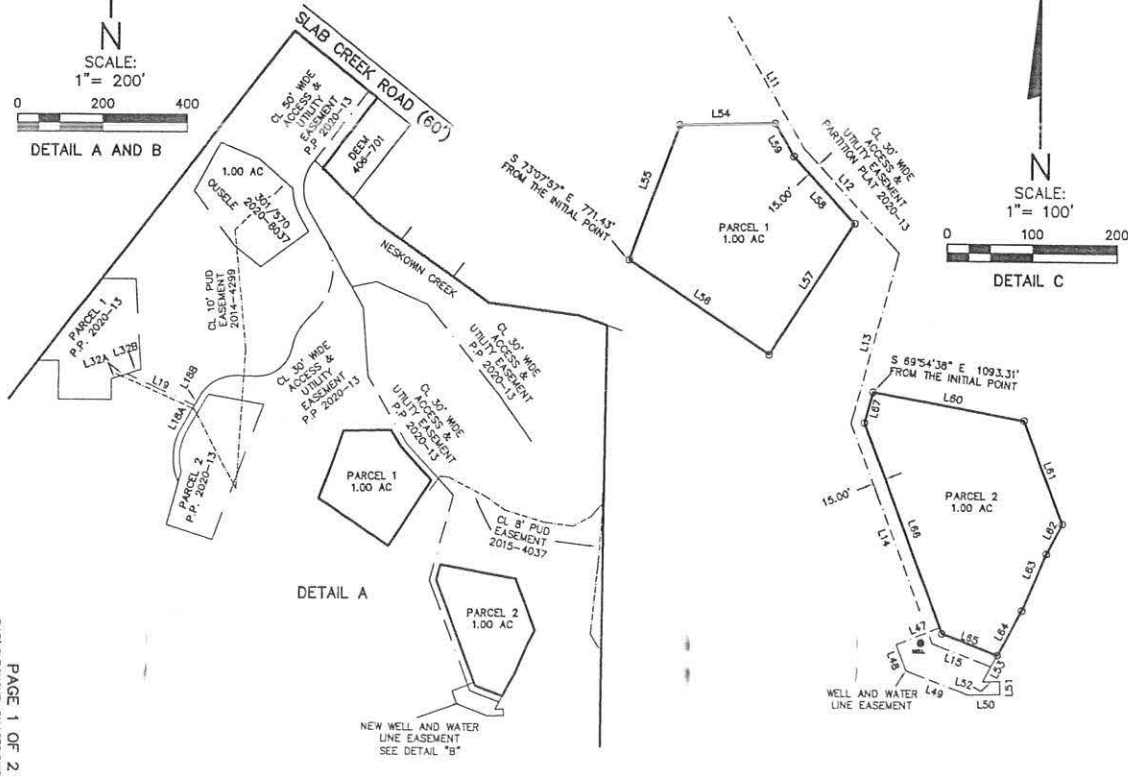 N
SCALE:
1"= 200'
0 200 400
DETAIL A AND B
SLAB CREEK ROAD (60')
CL 50' WIDE
ACCESS &
UTILITY
EASEMENT
P.P. 2020-13
DEEM
406-701
1.00 AC
OUSELE
301/570
2020-8037
NESKOWN CREEK
CL 10' PUD
EASEMENT
2014-4299
PARCEL 1
P.P. 2020-13
L32A L32B
L19
L18B
L18A
PARCEL 2
P.P. 2020-13
CL 30' WIDE
ACCESS &
UTILITY
EASEMENT
P.P 2020-13
CL 30' WIDE
ACCESS &
UTILITY EASEMENT
P.P. 2020-13
CL 30' WIDE
ACCESS &
UTILITY EASEMENT
P.P 2020-13
PARCEL 1
1.00 AC
CL 8' PUD
EASEMENT
2015-4037
DETAIL A
PARCEL 2
1.00 AC
NEW WELL AND WATER
LINE EASEMENT
SEE DETAIL "B"
PAGE 1 OF 2
L11
L54
L59
CL 30' WIDE
ACCESS &
UTILITY EASEMENT
PARTITION PLAT 2020-13
L12
L55
15.00'
L58
S 73°07'57" E 771.43'
FROM THE INITIAL POINT
PARCEL 1
1.00 AC
L57
L56
N
SCALE:
1"= 100'
0 100 200
DETAIL C
L13
S 69°54'38" E 1093.31'
FROM THE INITIAL POINT
L67
L60
15.00'
L66
L14
PARCEL 2
1.00 AC
L61
L62
L63
L64
L47
L65
WELL
L48
L15
L53
L52
L51
L49
L50
WELL AND WATER
LINE EASEMENT